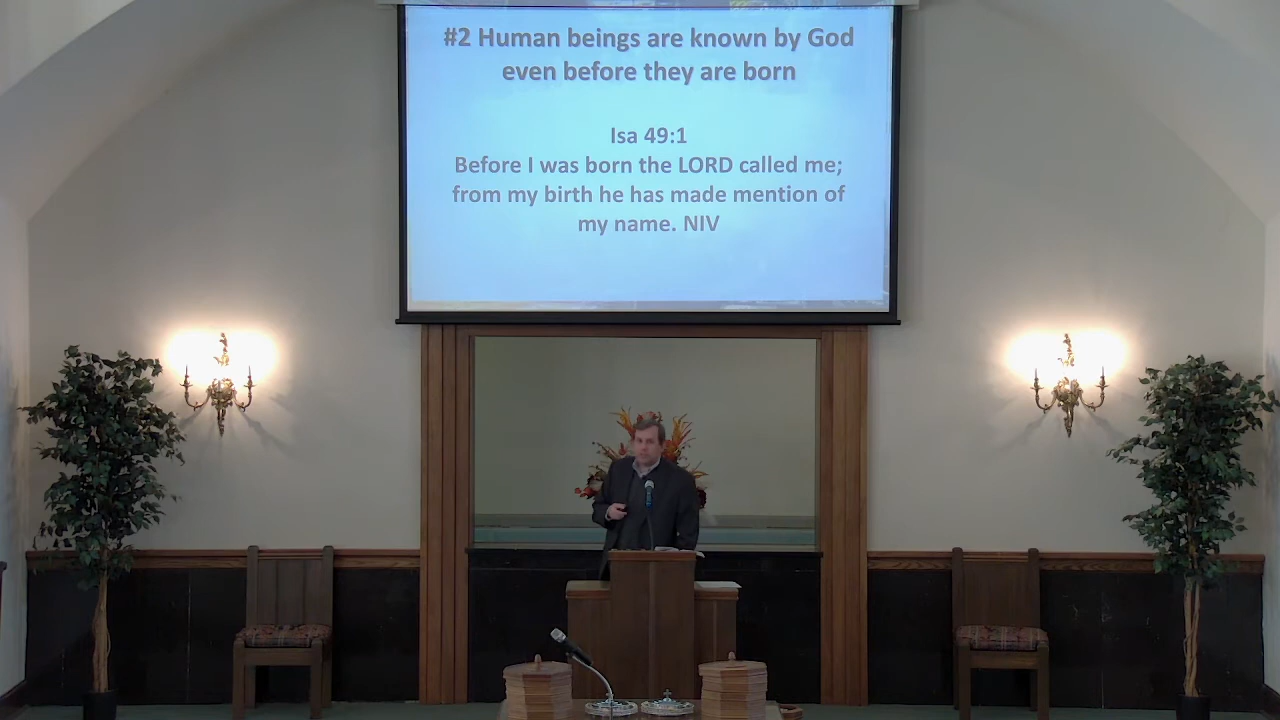 #2 Human beings are known by God
even before they are born
Isa 49:1
Before I was born the LORD called me;
from my birth he has made mention of
my name. NIV